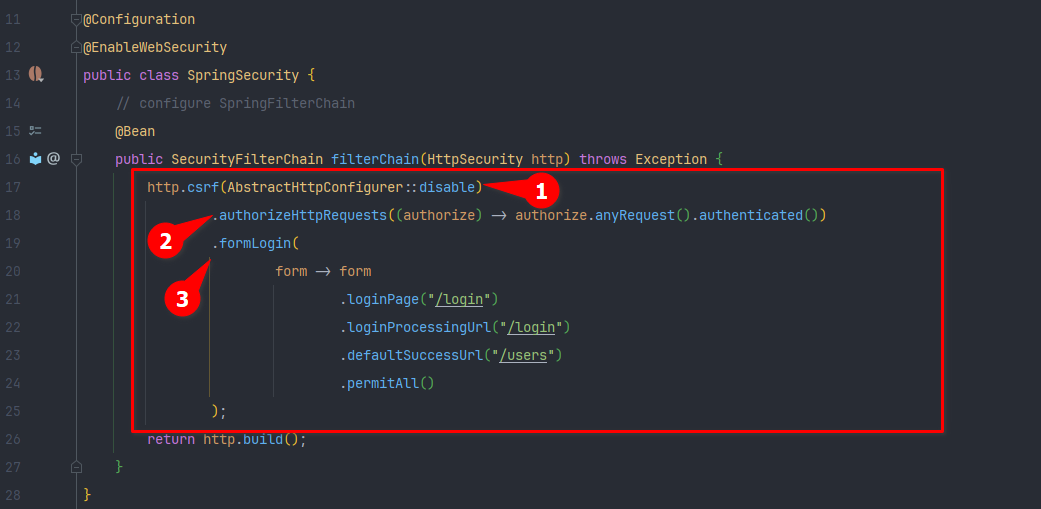 11 @Configuration
12 @EnableWebSecurity
13 public class SpringSecurity {
14 // configure SpringFilterChain
15 @Bean
16 @ public SecurityFilterChain filterChain(HttpSecurity http) throws Exception {
17 http.csrf(AbstractHttpConfigurer::disable) 1
18 .authorizeHttpRequests((authorize) -> authorize.anyRequest().authenticated())
2
19 .formLogin(
20 form -> form
3
21 .loginPage("/login")
22 .loginProcessingUrl("/login")
23 .defaultSuccessUrl("/users")
24 .permitAll()
25 );
26 return http.build();
27 }
28 }